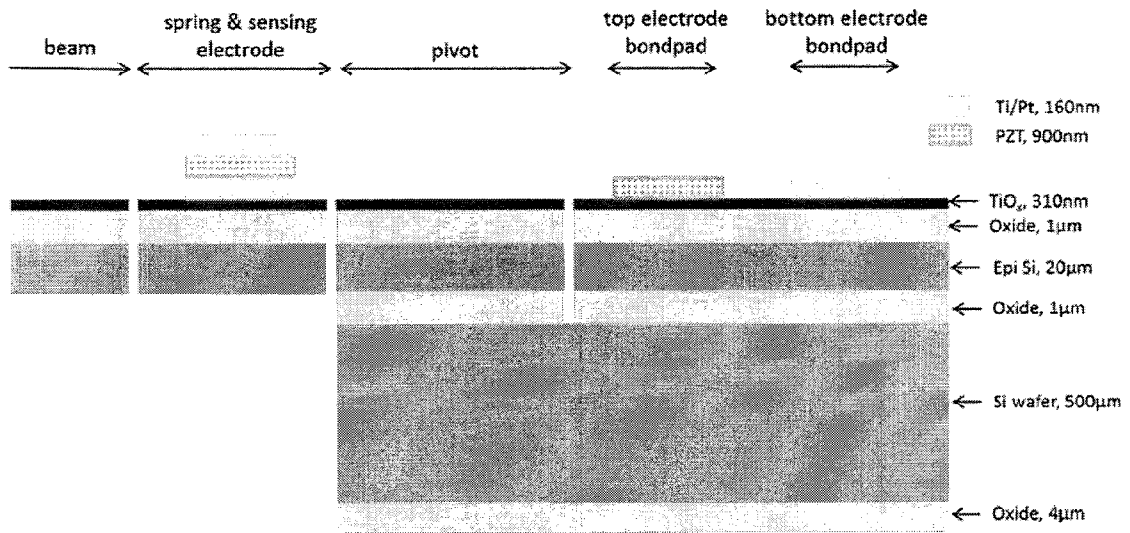 beam
spring & sensing
electrode
pivot
top electrode
bondpad
bottom electrode
bondpad
Ti/Pt, 160nm
PZT, 900nm
TiOₓ, 310nm
Oxide, 1µm
Epi Si, 20µm
Oxide, 1µm
Si wafer, 500µm
Oxide, 4µm